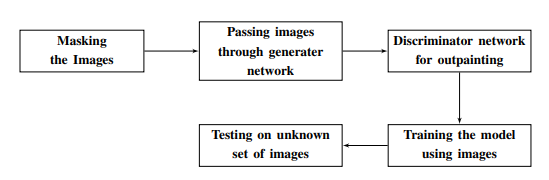 Masking
the Images
Passing images
through generater
network
Discriminator network
for outpainting
Training the model
using images
Testing on unknown
set of images